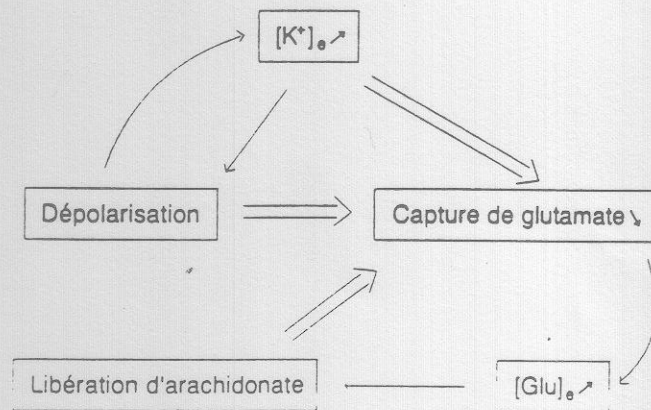 [K⁺]ₑ ↗
Dépolarisation
Capture de glutamate ↘
Libération d'arachidonate
[Glu]ₑ ↗